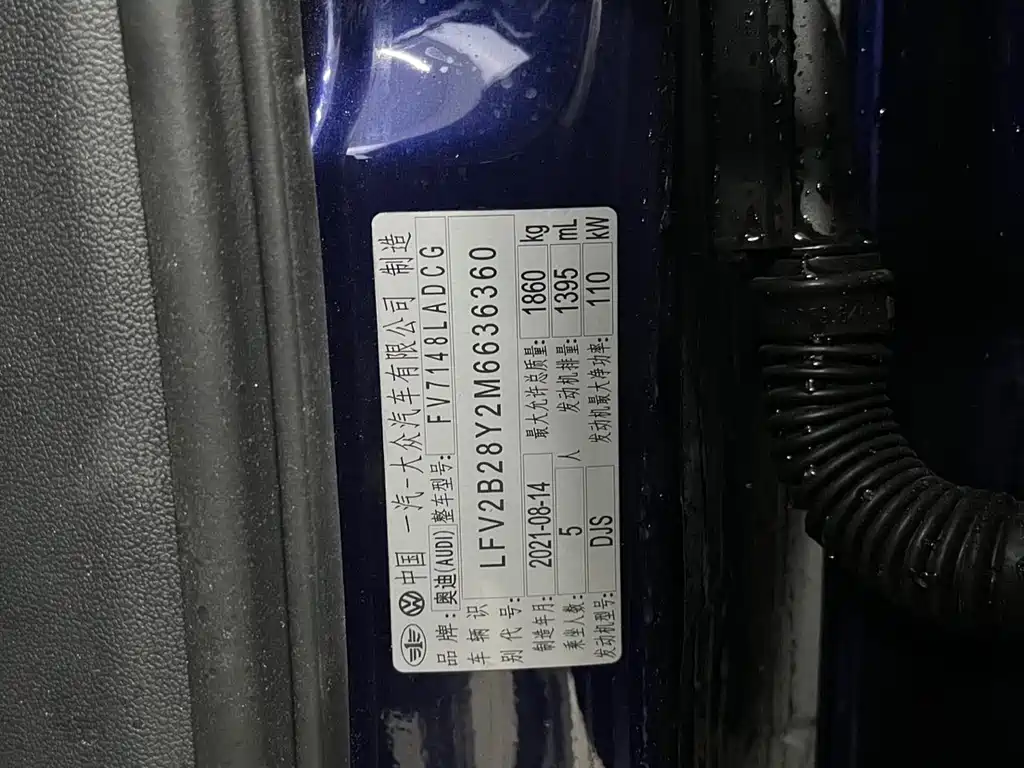 中国 一汽-大众汽车有限公司 制造
品牌: 奥迪(AUDI) 整车型号: FV7148LADCG
车辆识别代号: LFV2B28Y2M6636360
制造年月: 2021-08-14 最大允许总质量: 1860 kg
乘坐人数: 5 人 发动机排量: 1395 mL
发动机型号: DJS 发动机最大净功率: 110 kW